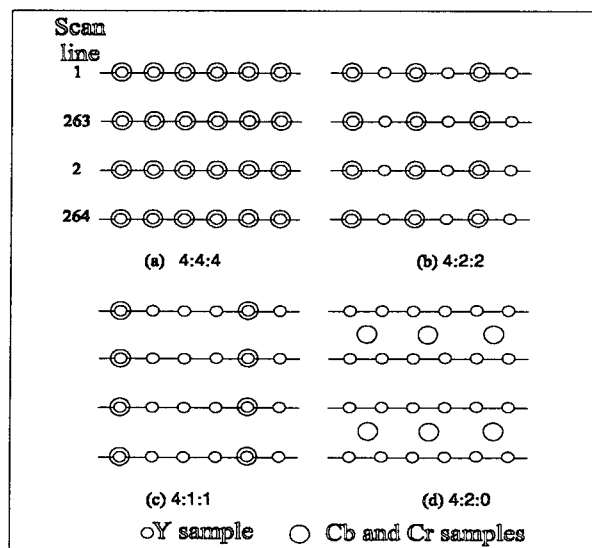 Scan
line
1
263
2
264
(a) 4:4:4
(b) 4:2:2
(c) 4:1:1
(d) 4:2:0
Y sample
Cb and Cr samples